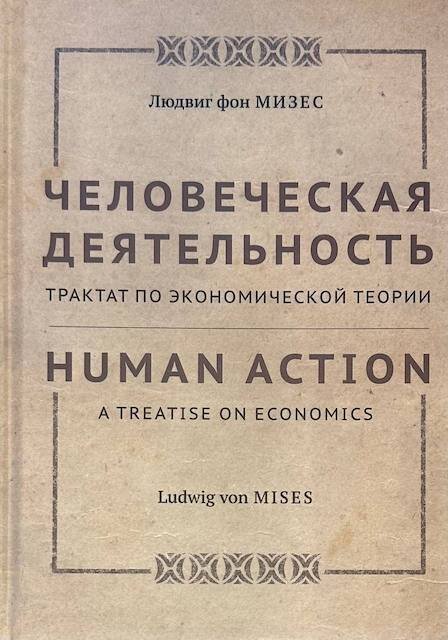 Людвиг фон МИЗЕС
ЧЕЛОВЕЧЕСКАЯ
ДЕЯТЕЛЬНОСТЬ
ТРАКТАТ ПО ЭКОНОМИЧЕСКОЙ ТЕОРИИ
HUMAN ACTION
A TREATISE ON ECONOMICS
Ludwig von MISES